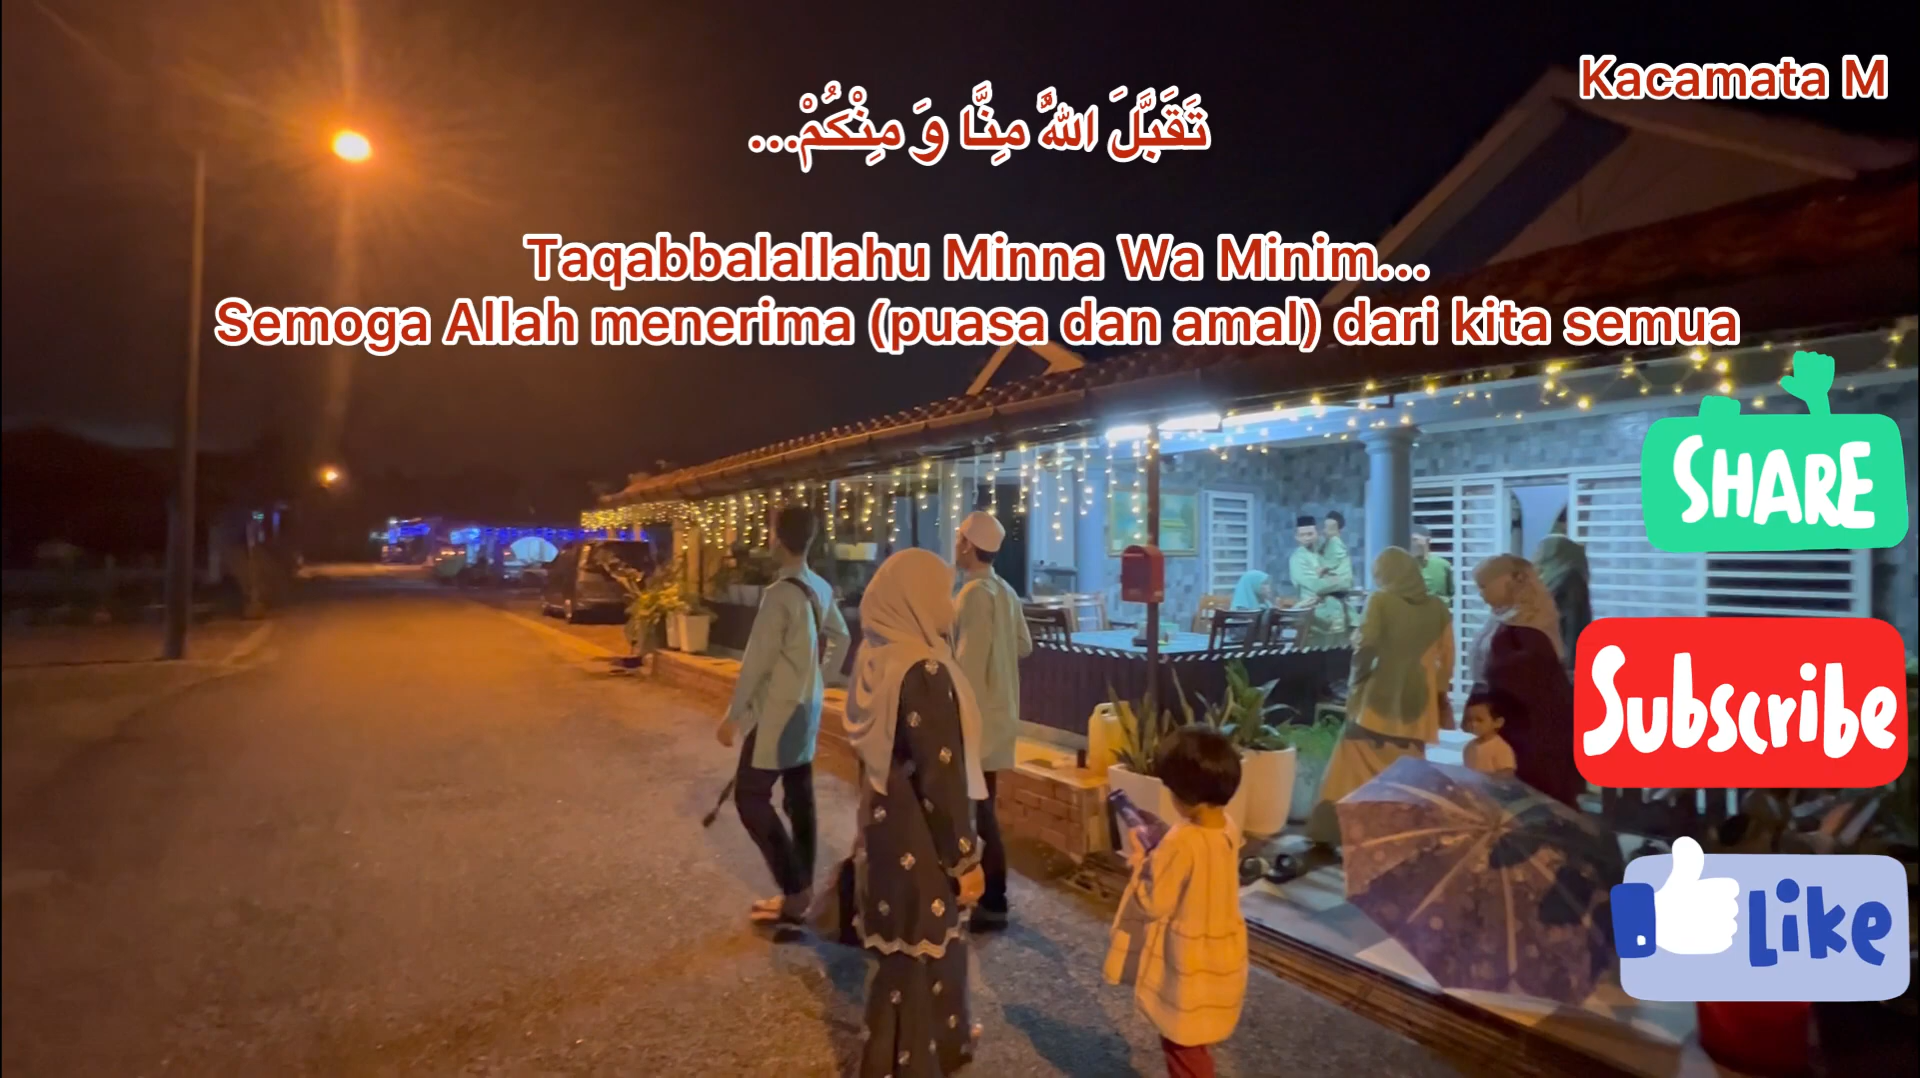 Kacamata M
تَقَبَّلَ اللهُ مِنَّا وَ مِنْكُمْ...
Taqabbalallahu Minna Wa Minim...
Semoga Allah menerima (puasa dan amal) dari kita semua
SHARE
Subscribe
Like